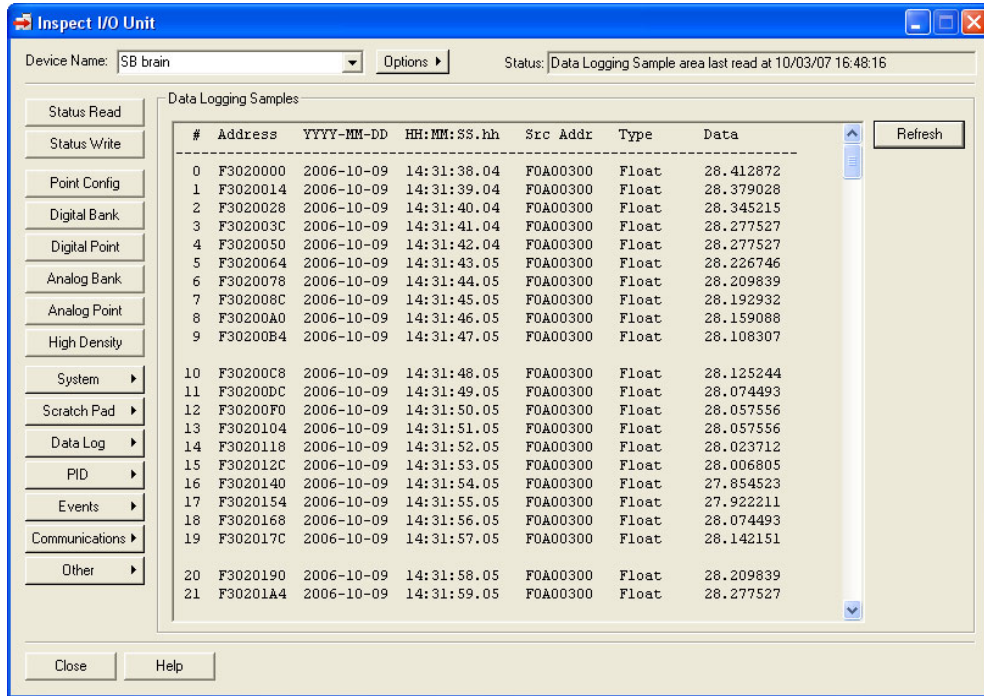 Inspect I/O Unit
Device Name: SB brain Options Status: Data Logging Sample area last read at 10/03/07 16:48:16
Status Read
Status Write
Point Config
Digital Bank
Digital Point
Analog Bank
Analog Point
High Density
System
Scratch Pad
Data Log
PID
Events
Communications
Other
Data Logging Samples
# Address YYYY-MM-DD HH:MM:SS.hh Src Addr Type Data
0 F3020000 2006-10-09 14:31:38.04 F0A00300 Float 28.412872
1 F3020014 2006-10-09 14:31:39.04 F0A00300 Float 28.379028
2 F3020028 2006-10-09 14:31:40.04 F0A00300 Float 28.345215
3 F302003C 2006-10-09 14:31:41.04 F0A00300 Float 28.277527
4 F3020050 2006-10-09 14:31:42.04 F0A00300 Float 28.277527
5 F3020064 2006-10-09 14:31:43.05 F0A00300 Float 28.226746
6 F3020078 2006-10-09 14:31:44.05 F0A00300 Float 28.209839
7 F302008C 2006-10-09 14:31:45.05 F0A00300 Float 28.192932
8 F30200A0 2006-10-09 14:31:46.05 F0A00300 Float 28.159088
9 F30200B4 2006-10-09 14:31:47.05 F0A00300 Float 28.108307
10 F30200C8 2006-10-09 14:31:48.05 F0A00300 Float 28.125244
11 F30200DC 2006-10-09 14:31:49.05 F0A00300 Float 28.074493
12 F30200F0 2006-10-09 14:31:50.05 F0A00300 Float 28.057556
13 F3020104 2006-10-09 14:31:51.05 F0A00300 Float 28.057556
14 F3020118 2006-10-09 14:31:52.05 F0A00300 Float 28.023712
15 F302012C 2006-10-09 14:31:53.05 F0A00300 Float 28.006805
16 F3020140 2006-10-09 14:31:54.05 F0A00300 Float 27.854523
17 F3020154 2006-10-09 14:31:55.05 F0A00300 Float 27.922211
18 F3020168 2006-10-09 14:31:56.05 F0A00300 Float 28.074493
19 F302017C 2006-10-09 14:31:57.05 F0A00300 Float 28.142151
20 F3020190 2006-10-09 14:31:58.05 F0A00300 Float 28.209839
21 F30201A4 2006-10-09 14:31:59.05 F0A00300 Float 28.277527
Refresh
Close Help